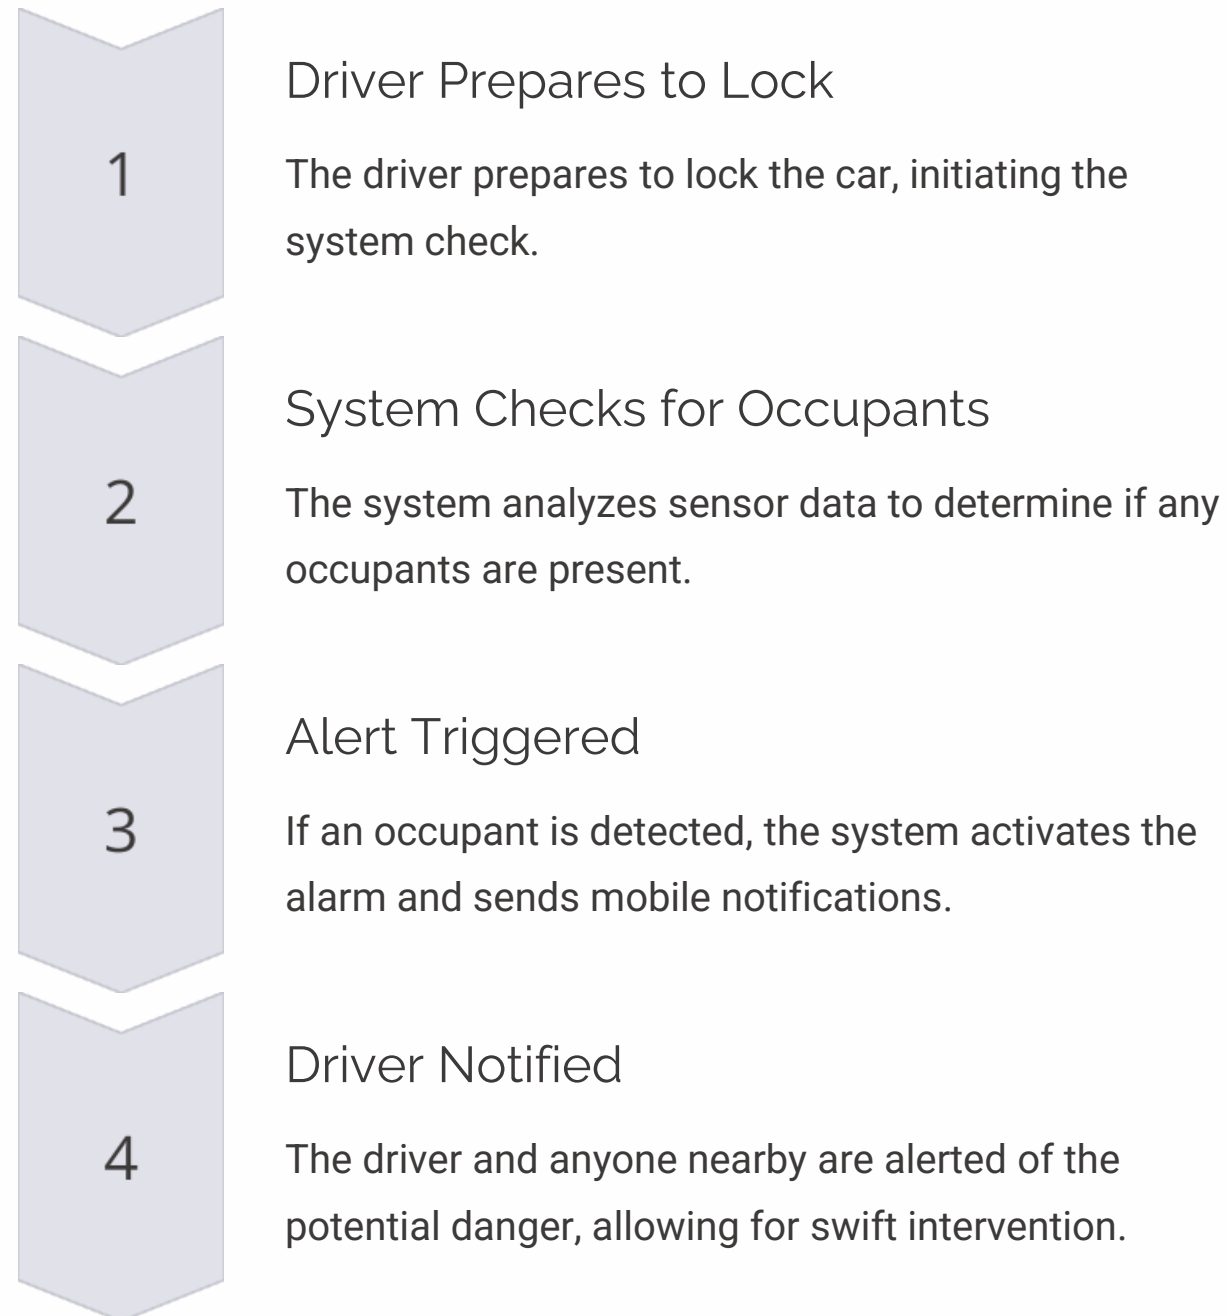 1
Driver Prepares to Lock
The driver prepares to lock the car, initiating the
system check.
2
System Checks for Occupants
The system analyzes sensor data to determine if any
occupants are present.
3
Alert Triggered
If an occupant is detected, the system activates the
alarm and sends mobile notifications.
4
Driver Notified
The driver and anyone nearby are alerted of the
potential danger, allowing for swift intervention.